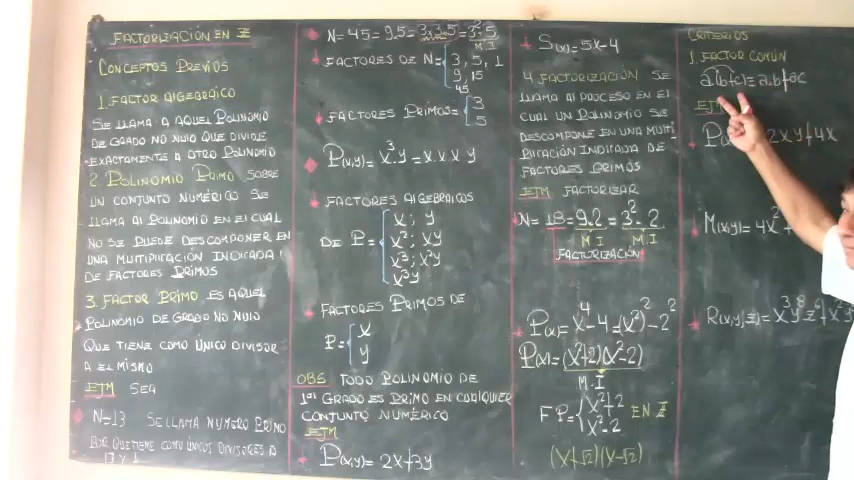 FACTORIZACION EN Z
CONCEPTOS PREVIOS
1. FACTOR ALGEBRAICO
SE LLAMA A AQUEL POLINOMIO
DE GRADO NO NULO QUE DIVIDE
EXACTAMENTE A OTRO POLINOMIO
2 POLINOMIO PRIMO SOBRE
UN CONJUNTO NUMÉRICO SE
LLAMA AL POLINOMIO EN EL CUAL
NO SE PUEDE DESCOMPONER EN
UNA MULTIPLICACIÓN INDICADA
DE FACTORES PRIMOS
3. FACTOR PRIMO ES AQUEL
POLINOMIO DE GRADO NO NULO
QUE TIENE COMO ÚNICO DIVISOR
A EL MISMO
EJM SEA
N=13 SE LLAMA NUMERO PRIMO
POR QUE TIENE COMO ÚNICOS DIVISORES A
13 Y 1
N=45=9.5=3.3.5=3².5
M.I
FACTORES DE N= 3, 5, 1
9, 15
45
FACTORES PRIMOS= 3
5
P(x,y)=x³.y=x.x.x y
FACTORES ALGEBRAICOS
DE P= x; y
x²; xy
x³; x²y
x³y
FACTORES PRIMOS DE
P= x
y
OBS TODO POLINOMIO DE
1er GRADO ES PRIMO EN CUALQUIER
CONJUNTO NUMÉRICO
EJM
P(x,y)= 2x+3y
S(x)=5x-4
4. FACTORIZACIÓN SE
LLAMA AL PROCESO EN EL
CUAL UN POLINOMIO SE
DESCOMPONE EN UNA MULTI
PLICACIÓN INDICADA DE
FACTORES PRIMOS
EJM FACTORIZAR
N=18=9.2=3².2
M.I M.I
FACTORIZACIÓN
P(x)=x⁴-4=(x²)²-2²
P(x)=(x²+2)(x²-2)
M.I
F P= x²+2 EN Z
x²-2
(x+√2)(x-√2)
CRITERIOS
1. FACTOR COMÚN
a(b+c)=a.b+ac
EJM
2xy+4x
M(x,y)=4x²+
R(x,y,z)=x³y⁸z